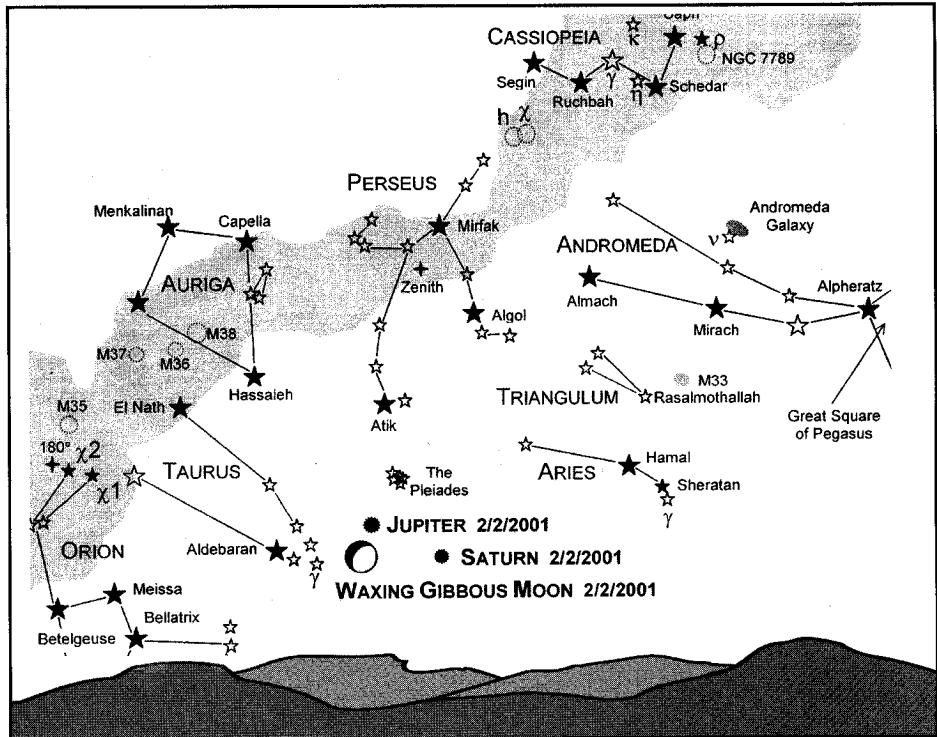 Caph
κ
ρ
CASSIOPEIA
NGC 7789
Segin
γ
η
Schedar
Ruchbah
h χ
PERSEUS
Menkalinan
Capella
Mirfak
Andromeda
Galaxy
ν
ANDROMEDA
Zenith
AURIGA
Almach
Alpheratz
Algol
Mirach
M38
M37
M36
M33
Hassaleh
TRIANGULUM
Rasalmothallah
M35
El Nath
Atik
Great Square
of Pegasus
180°
χ2
χ1
TAURUS
The
Pleiades
ARIES
Hamal
Sheratan
γ
JUPITER 2/2/2001
ORION
Aldebaran
SATURN 2/2/2001
γ
WAXING GIBBOUS MOON 2/2/2001
Meissa
Bellatrix
Betelgeuse